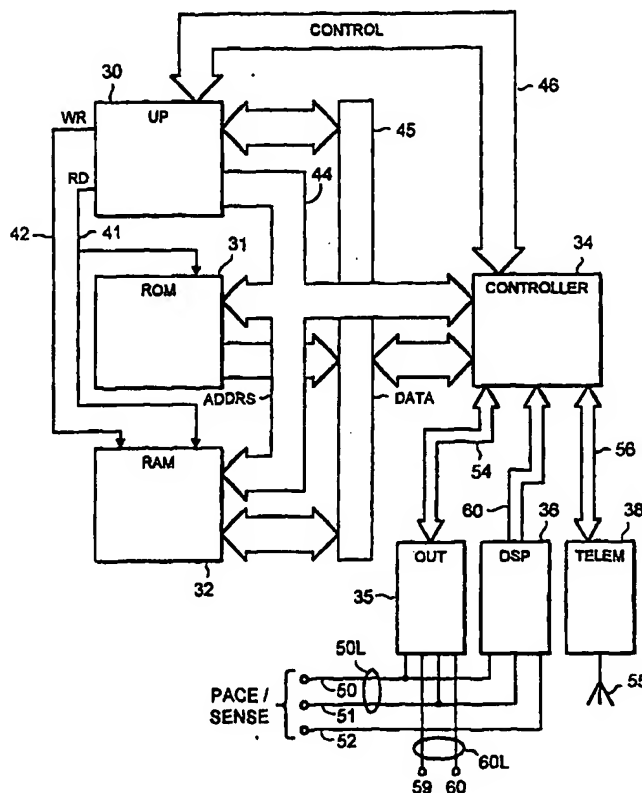 CONTROL
30
46
WR
UP
45
RD
44
42
41
34
31
ROM
CONTROLLER
ADDRS
DATA
RAM
54
56
60
36
38
32
OUT
DSP
TELEM
35
50L
PACE /
SENSE
50
51
52
55
60L
59
60